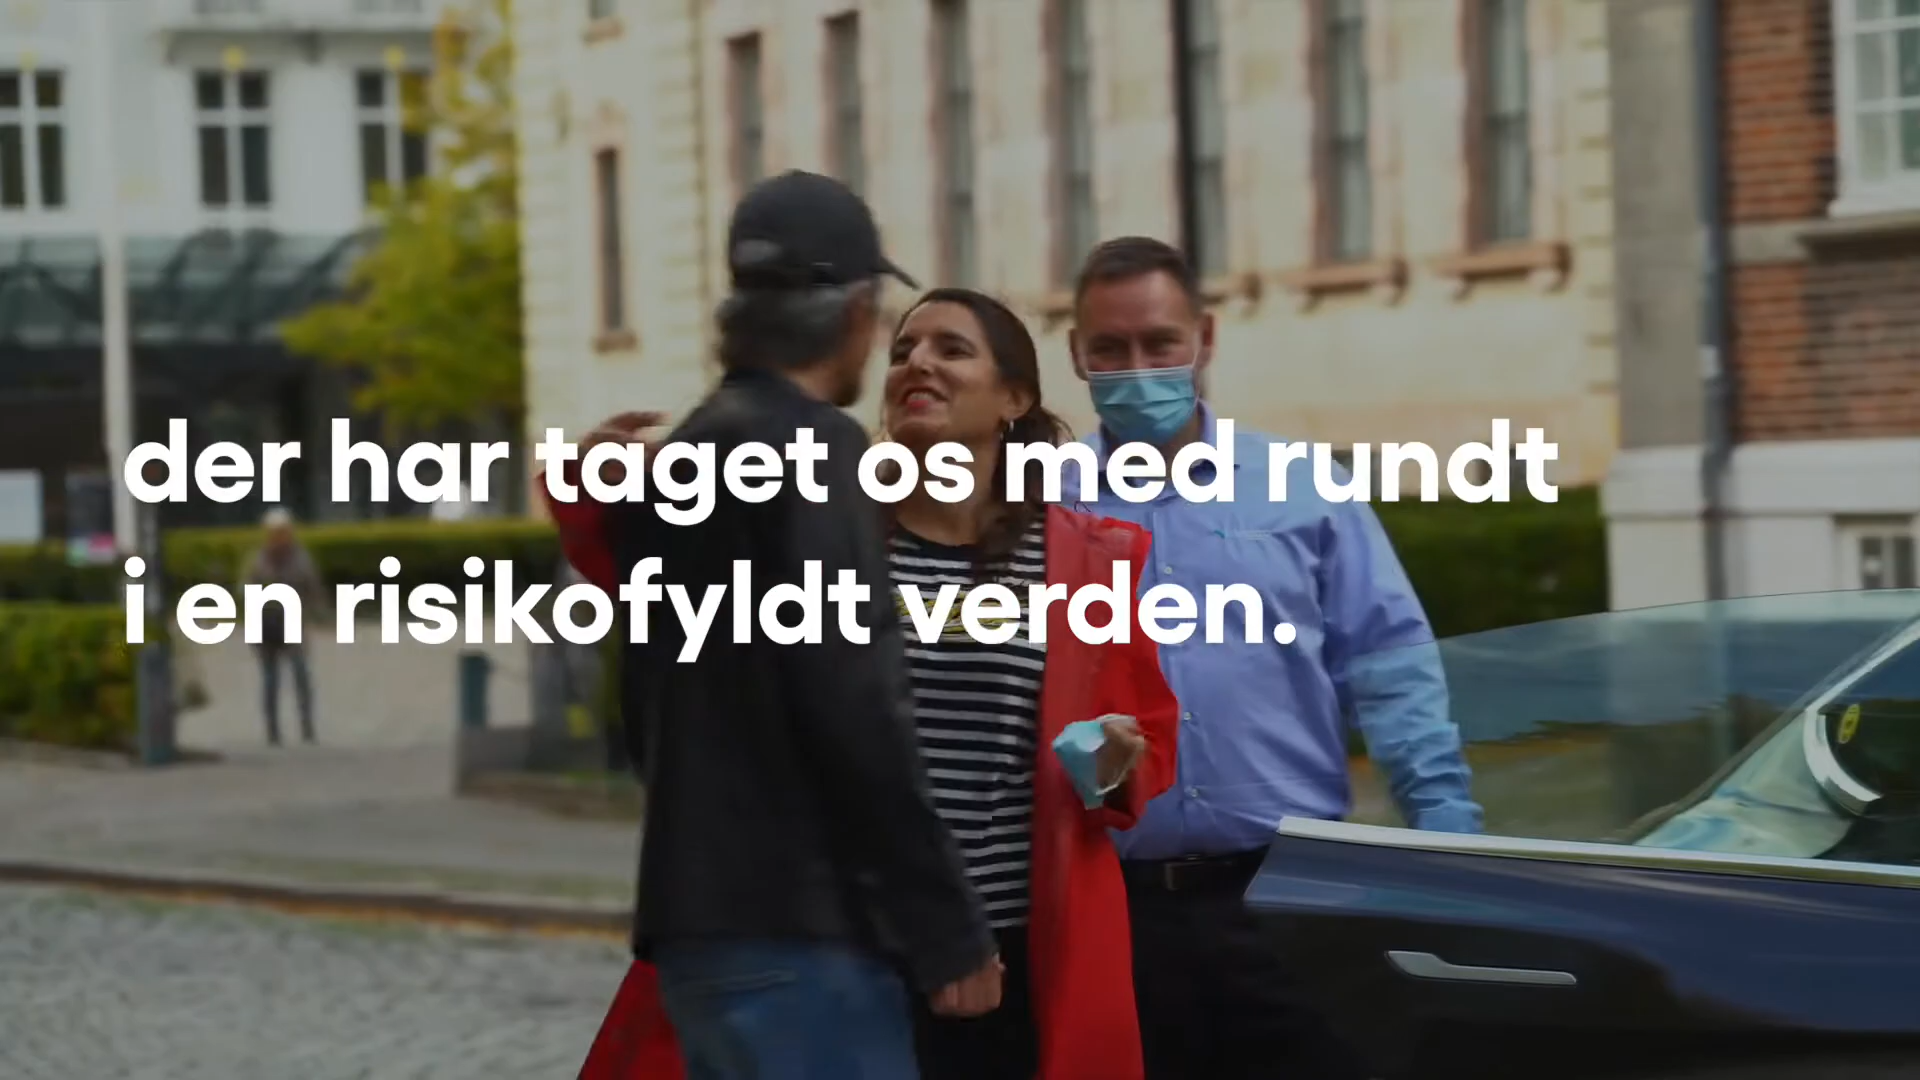 der har taget os med rundt
i en risikofyldt verden.